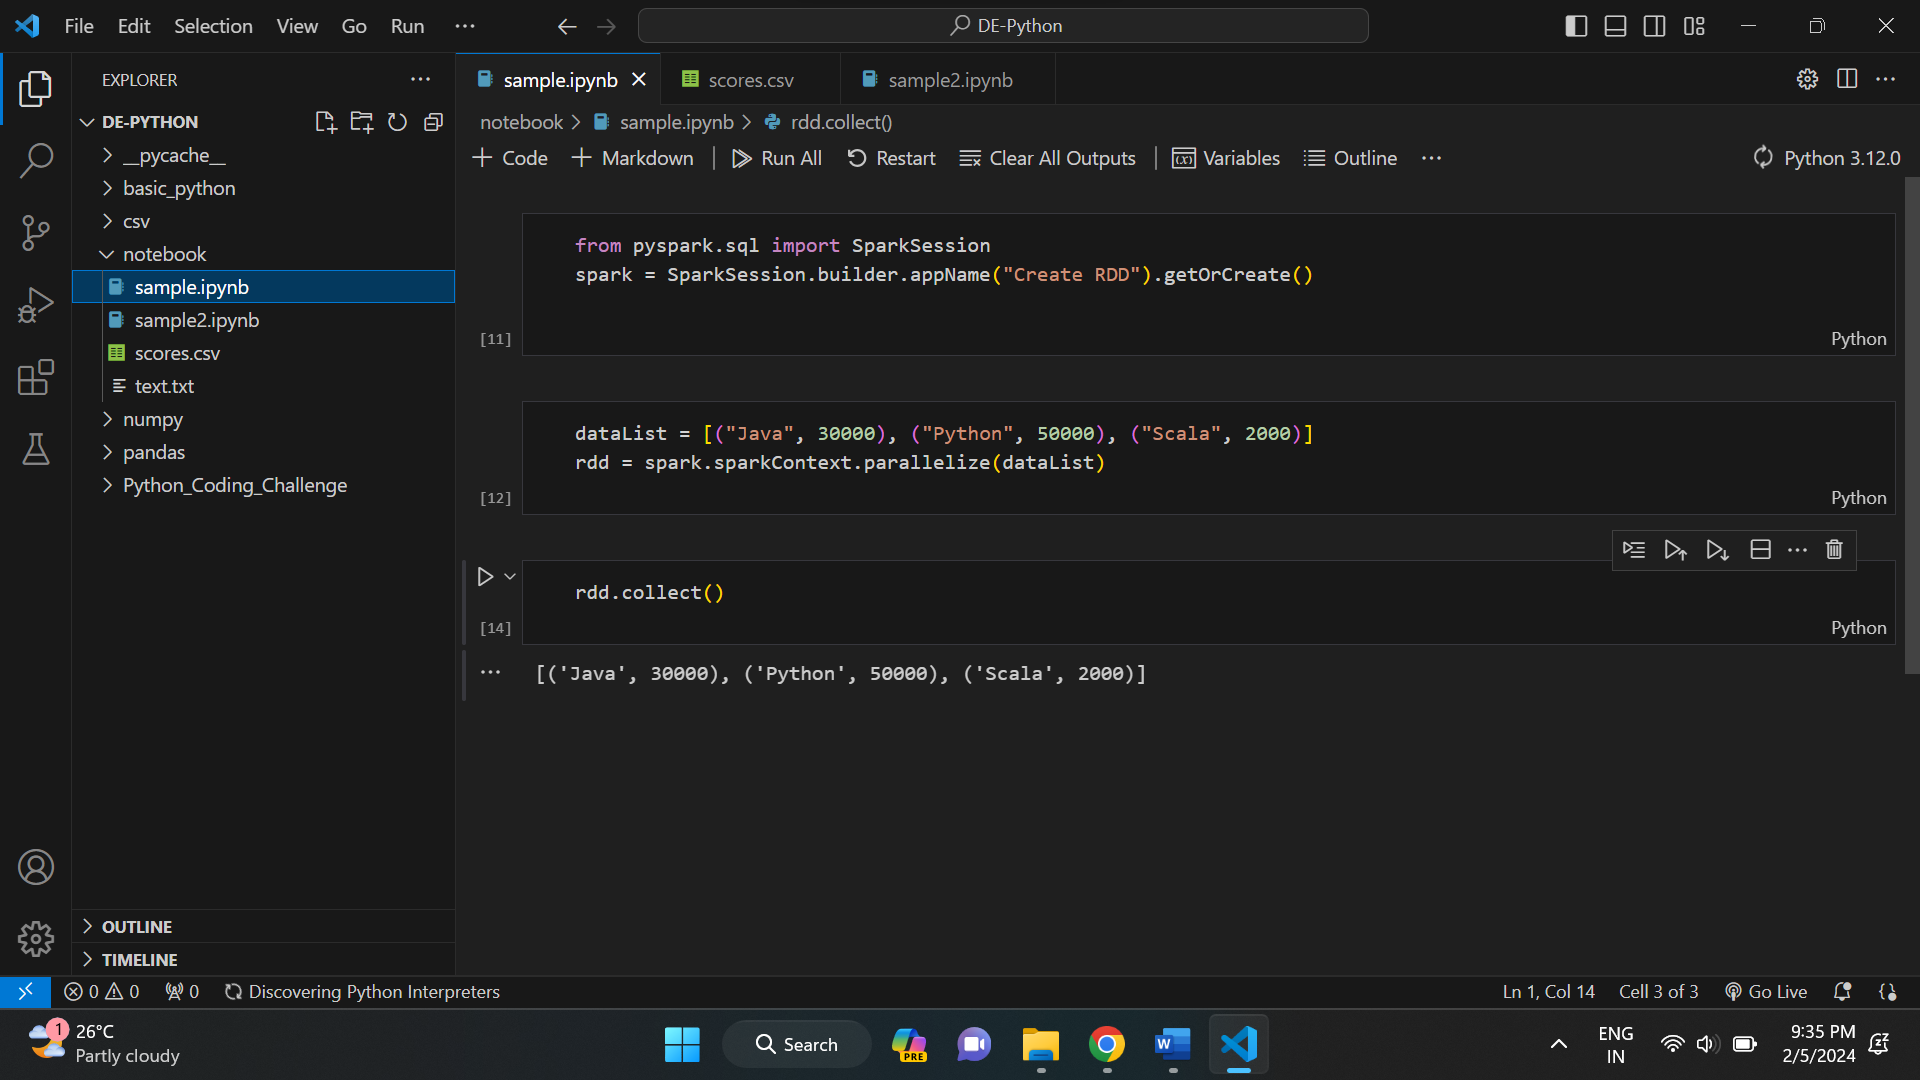 File Edit Selection View Go Run ...
DE-Python
EXPLORER
sample.ipynb
scores.csv
sample2.ipynb
DE-PYTHON
notebook > sample.ipynb > rdd.collect()
__pycache__
basic_python
csv
notebook
sample.ipynb
sample2.ipynb
scores.csv
text.txt
numpy
pandas
Python_Coding_Challenge
OUTLINE
TIMELINE
+ Code + Markdown | Run All Restart Clear All Outputs | Variables Outline ...
Python 3.12.0
from pyspark.sql import SparkSession
spark = SparkSession.builder.appName("Create RDD").getOrCreate()
[11]
Python
dataList = [("Java", 30000), ("Python", 50000), ("Scala", 2000)]
rdd = spark.sparkContext.parallelize(dataList)
[12]
Python
rdd.collect()
[14]
Python
[('Java', 30000), ('Python', 50000), ('Scala', 2000)]
0 0 0 Discovering Python Interpreters
Ln 1, Col 14 Cell 3 of 3 Go Live
1
26°C
Partly cloudy
Search
PRE
W
ENG
IN
9:35 PM
2/5/2024